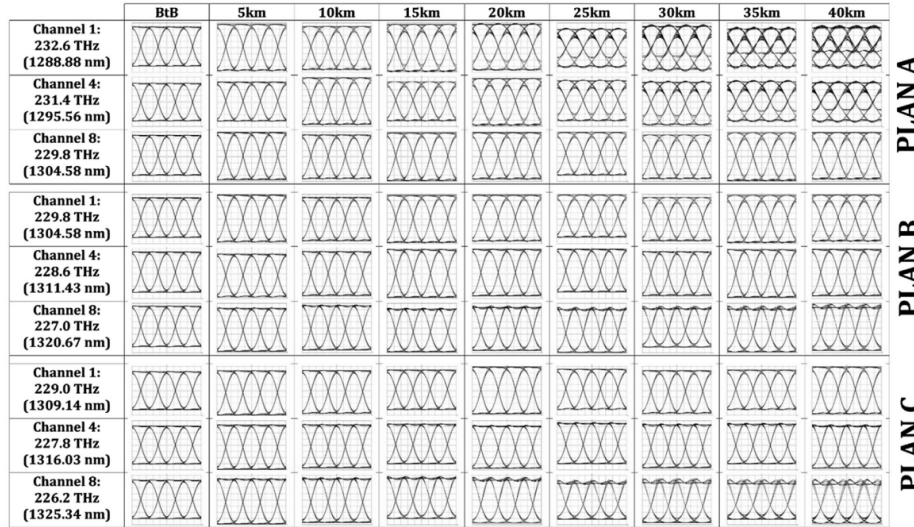 BtB 5km 10km 15km 20km 25km 30km 35km 40km
Channel 1:
232.6 THz
(1288.88 nm)
Channel 4:
231.4 THz
(1295.56 nm)
Channel 8:
229.8 THz
(1304.58 nm)
PLAN A
Channel 1:
229.8 THz
(1304.58 nm)
Channel 4:
228.6 THz
(1311.43 nm)
Channel 8:
227.0 THz
(1320.67 nm)
PLAN B
Channel 1:
229.0 THz
(1309.14 nm)
Channel 4:
227.8 THz
(1316.03 nm)
Channel 8:
226.2 THz
(1325.34 nm)
PLAN C